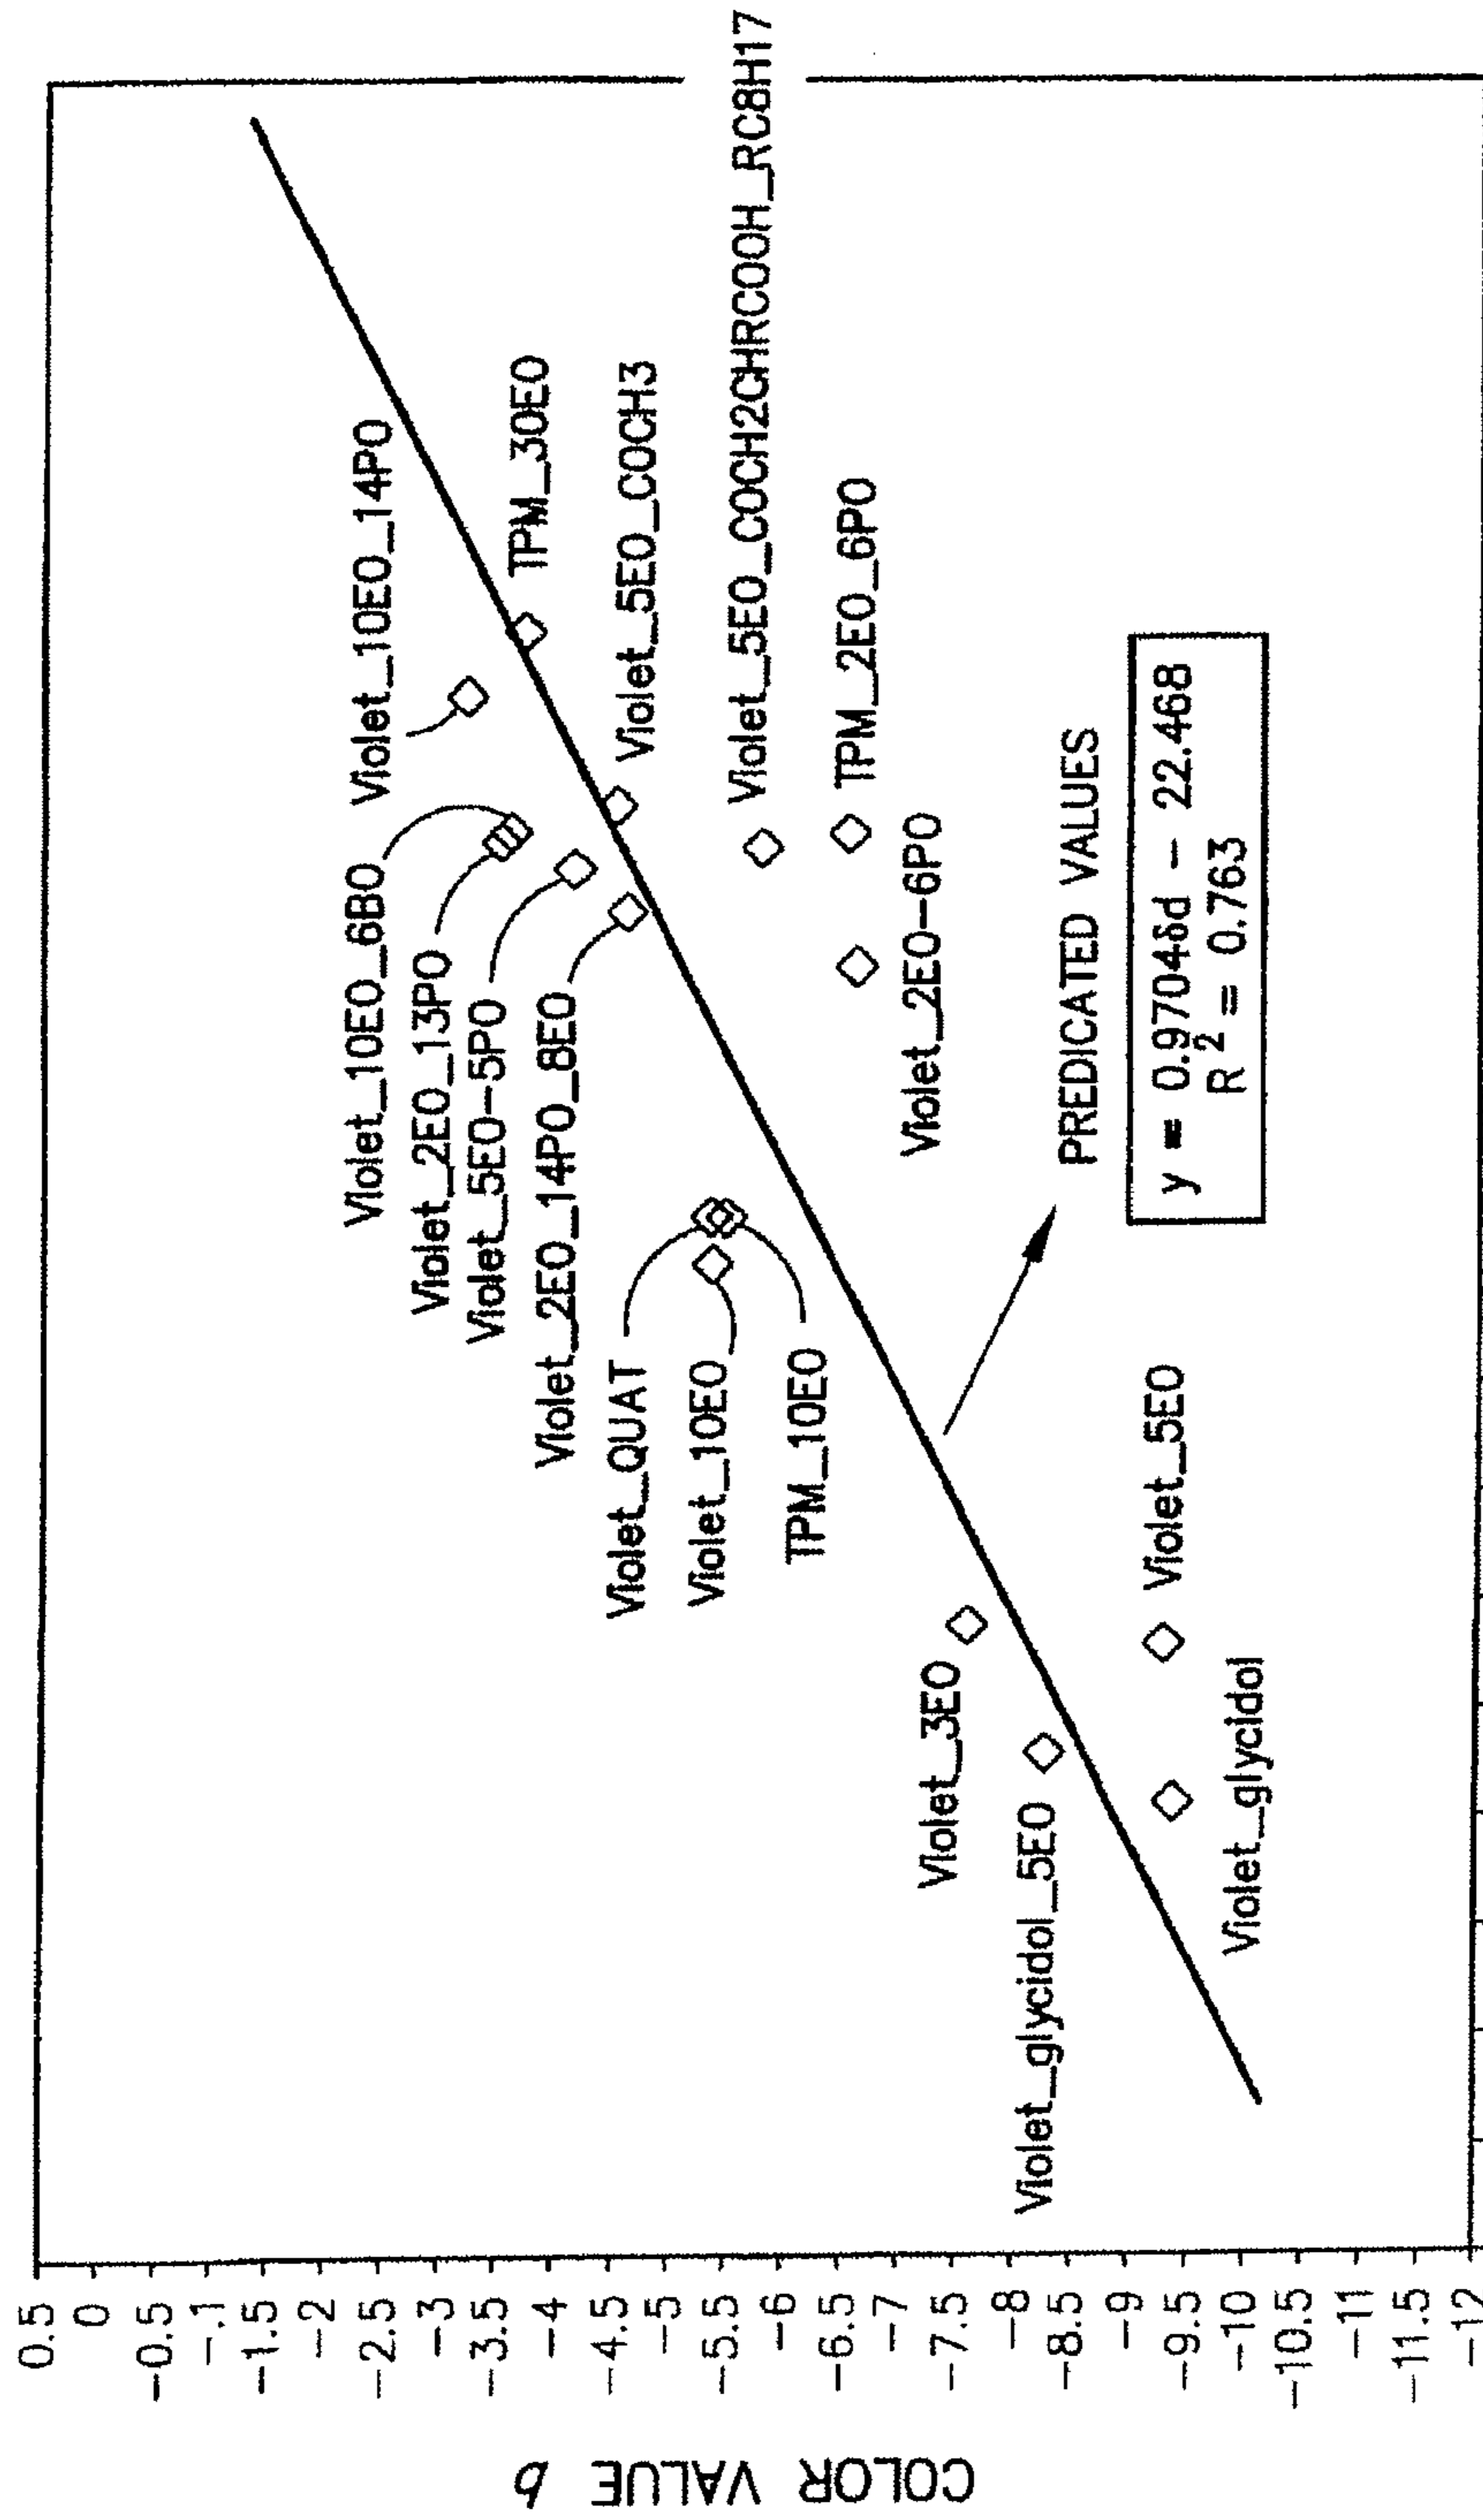 0.5
0
-0.5
-.1
-1.5
-2
-2.5
-3
-3.5
-4
-4.5
-5
-5.5
-6
-6.5
-7
-7.5
-8
-8.5
-9
-9.5
-10
-10.5
-11
-11.5
-12
COLOR VALUE b
Violet_10EO_14PO
Violet_10EO_6BO
Violet_2EO_13PO
Violet_5EO-5PO
TPM_30EO
Violet_2EO_14PO_8EO
Violet_5EO_COCH3
Violet_QUAT
Violet_10EO
Violet_5EO_COCH2CHRCOOH_RC8H17
TPM_10EO
TPM_2EO_6PO
Violet_2EO-6PO
Violet_3EO
Violet_glycidol_5EO
PREDICATED VALUES
Violet_5EO
y = 0.9704δd - 22.468
R² = 0.763
Violet_glycidol